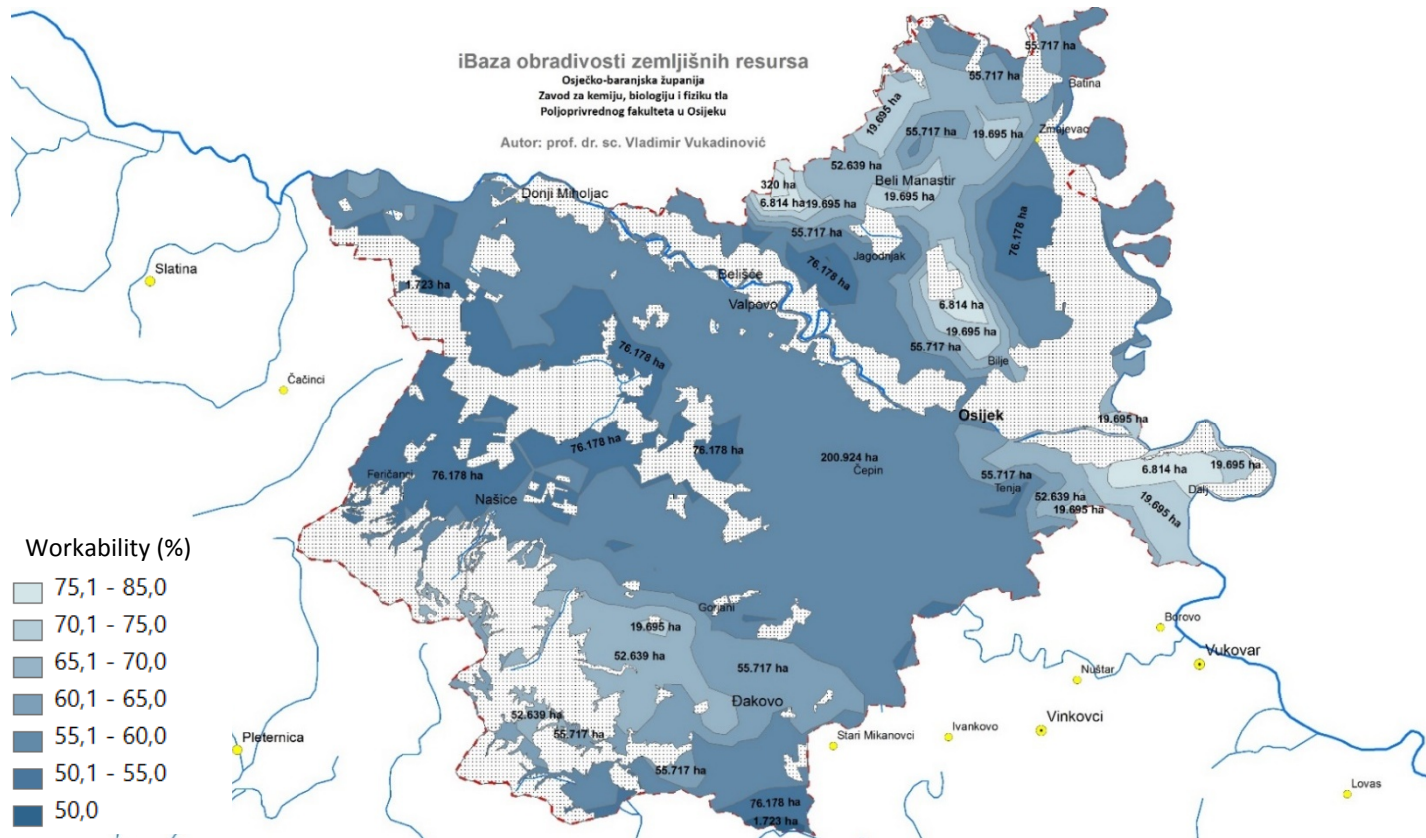 iBaza obradivosti zemljišnih resursa
Osječko-baranjska županija
Zavod za kemiju, biologiju i fiziku tla
Poljoprivrednog fakulteta u Osijeku
Autor: prof. dr. sc. Vladimir Vukadinović
55.717 ha
55.717 ha
Batina
19.695 ha
55.717 ha
19.695 ha
Zmajevac
52.639 ha
Beli Manastir
320 ha
19.695 ha
Donji Miholjac
6.814 ha
19.695 ha
76.178 ha
55.717 ha
Jagodnjak
Slatina
1.723 ha
Belišće
76.178 ha
Valpovo
6.814 ha
19.695 ha
55.717 ha
Bilje
76.178 ha
Čačinci
Osijek
19.695 ha
76.178 ha
76.178 ha
200.924 ha
Čepin
Feričanci
76.178 ha
Našice
55.717 ha
Tenja
52.639 ha
19.695 ha
6.814 ha
19.695 ha
Dalj
19.695 ha
Workability (%)
75,1 - 85,0
70,1 - 75,0
65,1 - 70,0
60,1 - 65,0
55,1 - 60,0
50,1 - 55,0
50,0
Gorjani
19.695 ha
52.639 ha
55.717 ha
Đakovo
52.639 ha
55.717 ha
55.717 ha
76.178 ha
1.723 ha
Borovo
Vukovar
Nuštar
Vinkovci
Ivankovo
Stari Mikanovci
Pleternica
Lovas